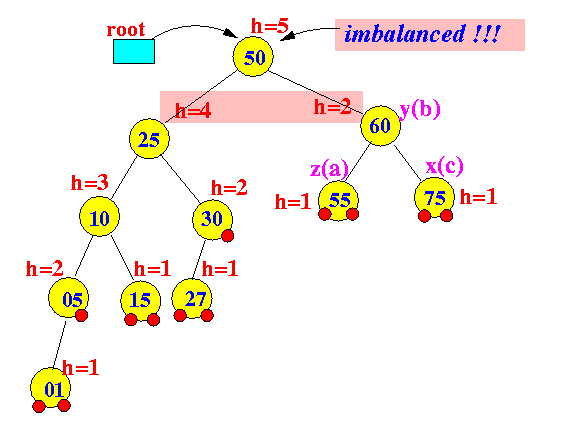 h=5
root
imbalanced !!!
50
h=4
h=2
y(b)
25
60
z(a)
x(c)
h=3
h=2
h=1
55
75
h=1
10
30
h=2
h=1
h=1
05
15
27
h=1
01